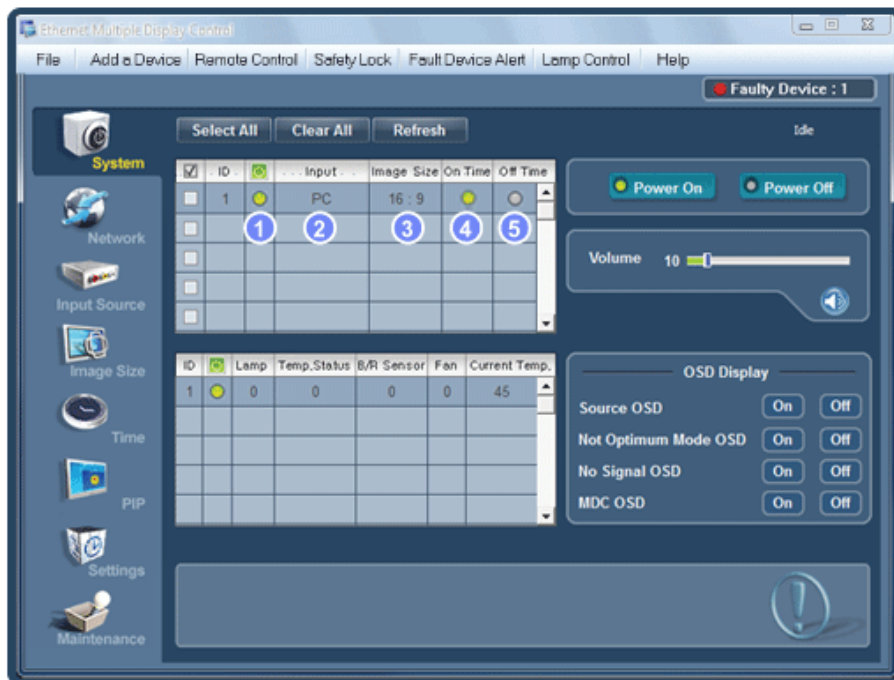 Ethernet Multiple Display Control
File Add a Device Remote Control Safety Lock Fault Device Alert Lamp Control Help
Faulty Device : 1
Select All Clear All Refresh
Idle
System
Network
Input Source
Image Size
Time
PIP
Settings
Maintenance
ID Input Image Size On Time Off Time
1 PC 16 : 9
1 2 3 4 5
Power On Power Off
Volume 10
ID Lamp Temp.Status B/R Sensor Fan Current Temp.
1 0 0 0 0 45
OSD Display
Source OSD On Off
Not Optimum Mode OSD On Off
No Signal OSD On Off
MDC OSD On Off